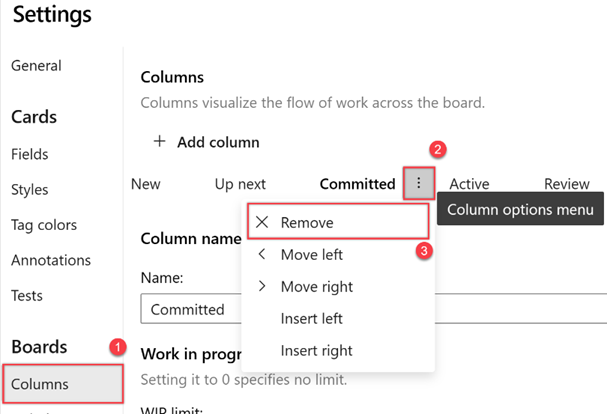 Settings
General
Cards
Fields
Styles
Tag colors
Annotations
Tests
Boards
1
Columns
Columns
Columns visualize the flow of work across the board.
Add column
2
New Up next Committed Active Review
Column options menu
Remove
3
Move left
Move right
Insert left
Insert right
Column name
Name:
Committed
Work in progr
Setting it to 0 specifies no limit.
WIP limit: